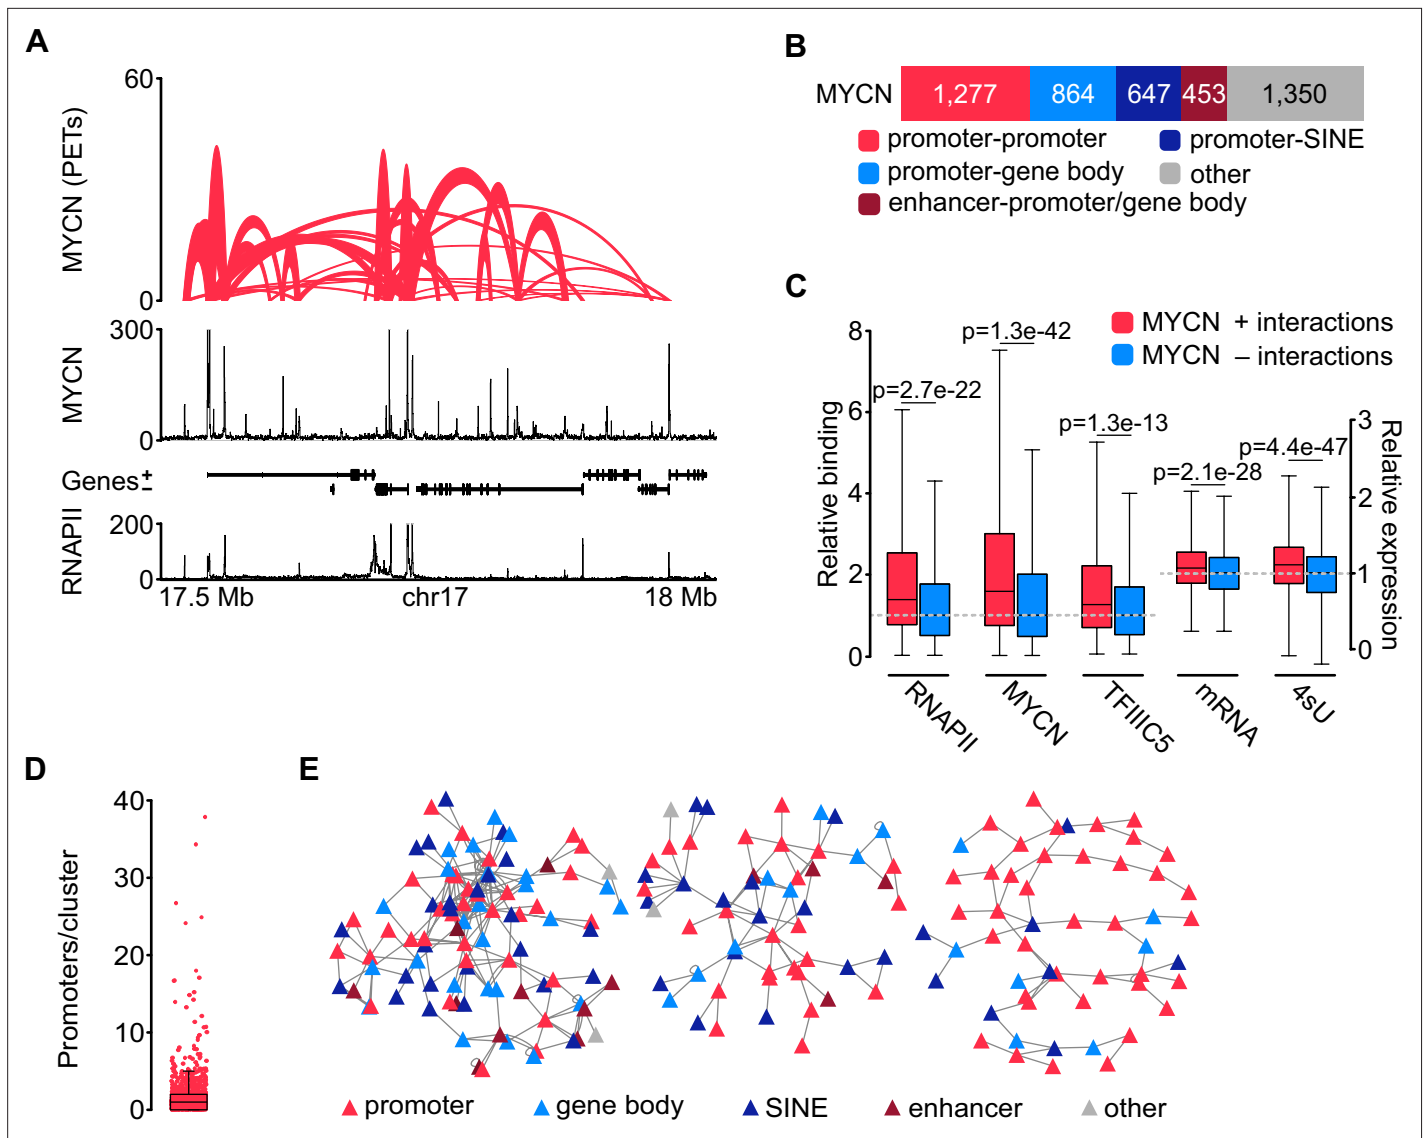 A
60
0
MYCN (PETs)
300
0
MYCN
Genes + −
200
0
RNAPII
17.5 Mb chr17 18 Mb
B
MYCN 1,277 864 647 453 1,350
promoter-promoter
promoter-SINE
promoter-gene body
other
enhancer-promoter/gene body
C
MYCN + interactions
MYCN – interactions
8
6
4
2
0
Relative binding
p=2.7e-22
p=1.3e-42
p=1.3e-13
p=2.1e-28
p=4.4e-47
3
2
1
0
Relative expression
RNAPII
MYCN
TFIIIC5
mRNA
4sU
D
40
30
20
10
0
Promoters/cluster
E
promoter gene body SINE enhancer other